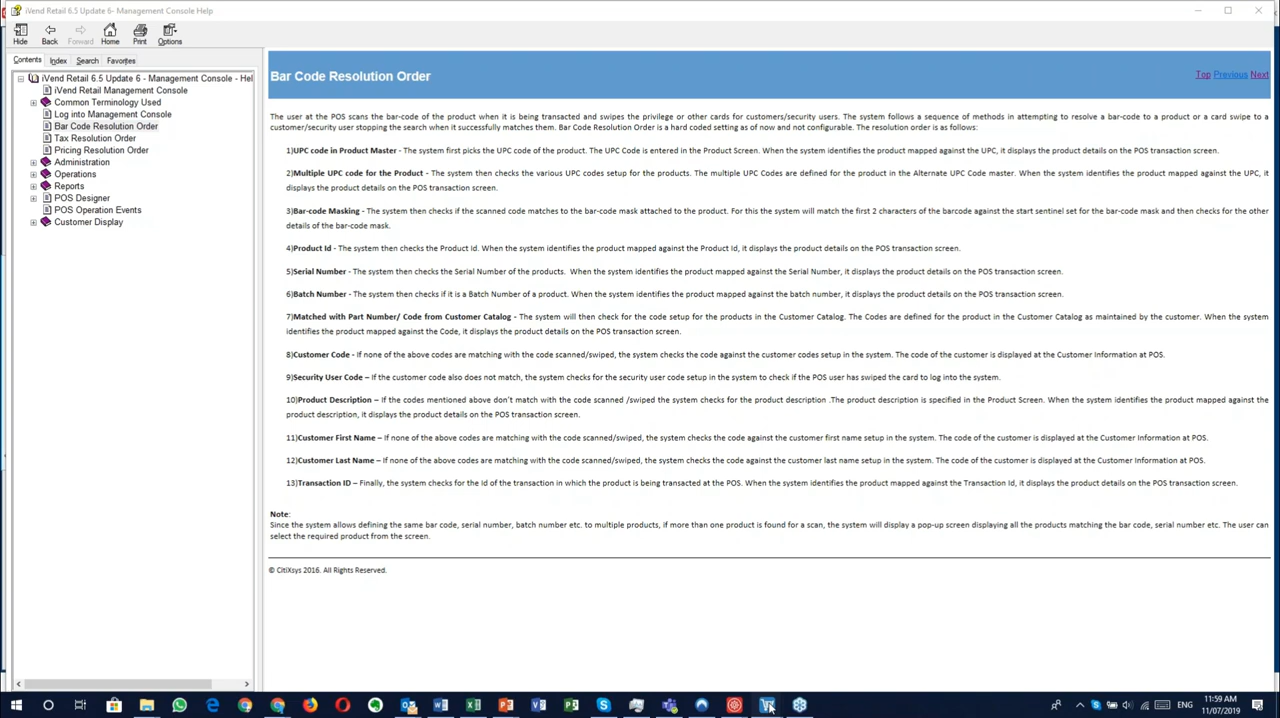 iVend Retail 6.5 Update 6- Management Console Help
Hide Back Forward Home Print Options
Contents Index Search Favorites
iVend Retail 6.5 Update 6 - Management Console - Hel
iVend Retail Management Console
Common Terminology Used
Log into Management Console
Bar Code Resolution Order
Tax Resolution Order
Pricing Resolution Order
Administration
Operations
Reports
POS Designer
POS Operation Events
Customer Display
Bar Code Resolution Order
Top Previous Next
The user at the POS scans the bar-code of the product when it is being transacted and swipes the privilege or other cards for customers/security users. The system follows a sequence of methods in attempting to resolve a bar-code to a product or a card swipe to a
customer/security user stopping the search when it successfully matches them. Bar Code Resolution Order is a hard coded setting as of now and not configurable. The resolution order is as follows:
1)UPC code in Product Master - The system first picks the UPC code of the product. The UPC Code is entered in the Product Screen. When the system identifies the product mapped against the UPC, it displays the product details on the POS transaction screen.
2)Multiple UPC code for the Product - The system then checks the various UPC codes setup for the products. The multiple UPC Codes are defined for the product in the Alternate UPC Code master. When the system identifies the product mapped against the UPC, it
displays the product details on the POS transaction screen.
3)Bar-code Masking - The system then checks if the scanned code matches to the bar-code mask attached to the product. For this the system will match the first 2 characters of the barcode against the start sentinel set for the bar-code mask and then checks for the other
details of the bar-code mask.
4)Product Id - The system then checks the Product Id. When the system identifies the product mapped against the Product Id, it displays the product details on the POS transaction screen.
5)Serial Number - The system then checks the Serial Number of the products. When the system identifies the product mapped against the Serial Number, it displays the product details on the POS transaction screen.
6)Batch Number - The system then checks if it is a Batch Number of a product. When the system identifies the product mapped against the batch number, it displays the product details on the POS transaction screen.
7)Matched with Part Number/ Code from Customer Catalog - The system will then check for the code setup for the products in the Customer Catalog. The Codes are defined for the product in the Customer Catalog as maintained by the customer. When the system
identifies the product mapped against the Code, it displays the product details on the POS transaction screen.
8)Customer Code - If none of the above codes are matching with the code scanned/swiped, the system checks the code against the customer codes setup in the system. The code of the customer is displayed at the Customer Information at POS.
9)Security User Code – If the customer code also does not match, the system checks for the security user code setup in the system to check if the POS user has swiped the card to log into the system.
10)Product Description – If the codes mentioned above don't match with the code scanned /swiped the system checks for the product description .The product description is specified in the Product Screen. When the system identifies the product mapped against the
product description, it displays the product details on the POS transaction screen.
11)Customer First Name – If none of the above codes are matching with the code scanned/swiped, the system checks the code against the customer first name setup in the system. The code of the customer is displayed at the Customer Information at POS.
12)Customer Last Name – If none of the above codes are matching with the code scanned/swiped, the system checks the code against the customer last name setup in the system. The code of the customer is displayed at the Customer Information at POS.
13)Transaction ID – Finally, the system checks for the Id of the transaction in which the product is being transacted at the POS. When the system identifies the product mapped against the Transaction Id, it displays the product details on the POS transaction screen.
Note:
Since the system allows defining the same bar code, serial number, batch number etc. to multiple products, if more than one product is found for a scan, the system will display a pop-up screen displaying all the products matching the bar code, serial number etc. The user can
select the required product from the screen.
© CitiXsys 2016. All Rights Reserved.
ENG
11:59 AM
11/07/2019